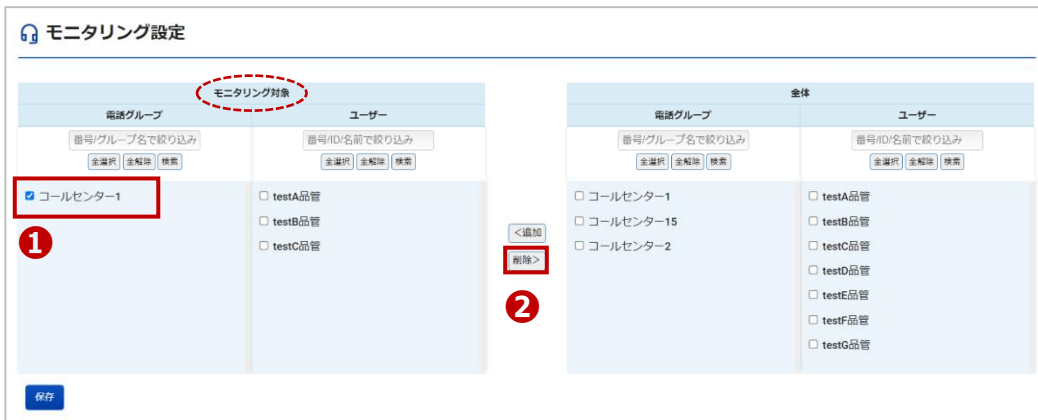 モニタリング設定
モニタリング対象
電話グループ ユーザー
番号/グループ名で絞り込み 番号/ID/名前で絞り込み
全選択 全解除 検索 全選択 全解除 検索
コールセンター1 testA品管
testB品管
testC品管
1
<追加
削除>
2
全体
電話グループ ユーザー
番号/グループ名で絞り込み 番号/ID/名前で絞り込み
全選択 全解除 検索 全選択 全解除 検索
コールセンター1 testA品管
コールセンター15 testB品管
コールセンター2 testC品管
testD品管
testE品管
testF品管
testG品管
保存